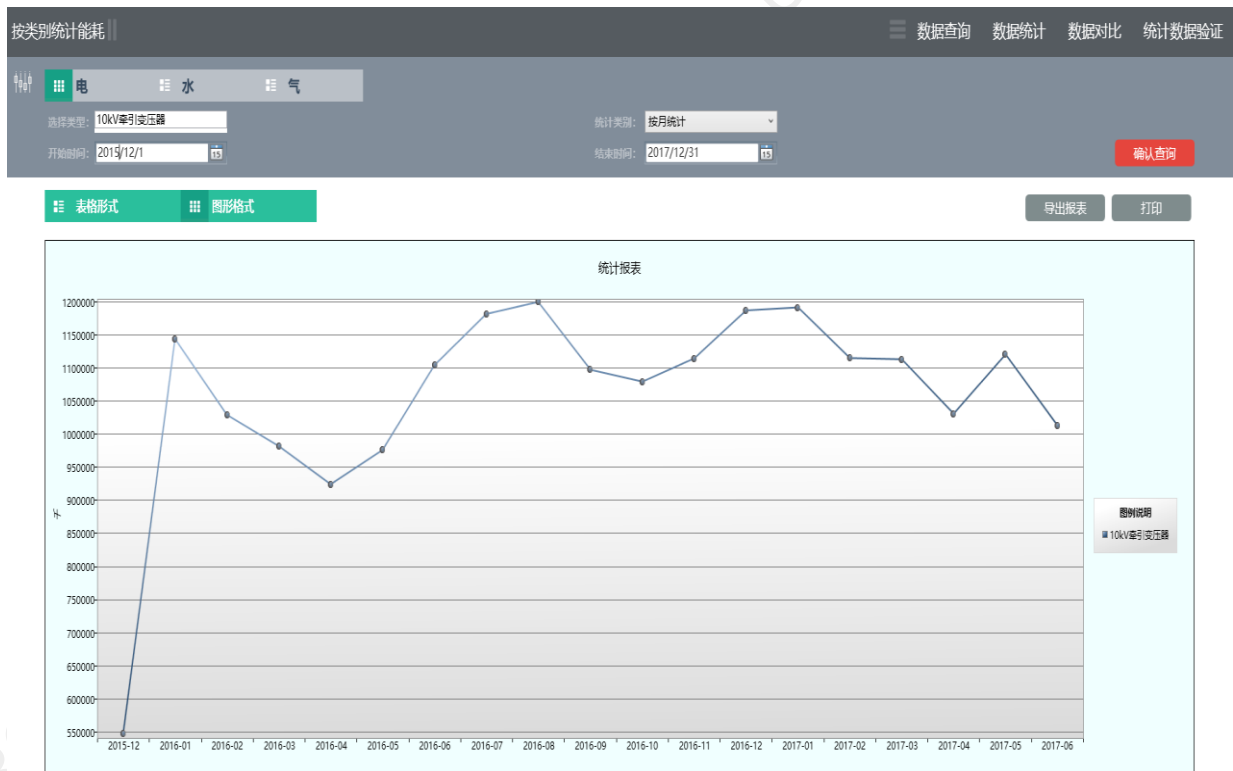 按类别统计能耗
数据查询 数据统计 数据对比 统计数据验证
电 水 气
选择类型: 10kV牵引变压器 统计类别: 按月统计
开始时间: 2015/12/1 15 结束时间: 2017/12/31 15 确认查询
表格形式 图形格式 导出报表 打印
统计报表
1200000
1150000
1100000
1050000
1000000
950000
900000
850000
800000
750000
700000
650000
600000
550000
图例说明
10kV牵引变压器
2015-12 2016-01 2016-02 2016-03 2016-04 2016-05 2016-06 2016-07 2016-08 2016-09 2016-10 2016-11 2016-12 2017-01 2017-02 2017-03 2017-04 2017-05 2017-06